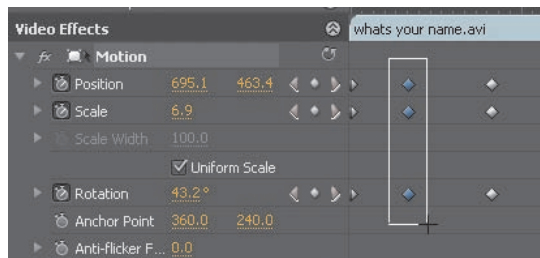 Video Effects whats your name.avi
fx Motion
Position 695.1 463.4
Scale 6.9
Scale Width 100.0
Uniform Scale
Rotation 43.2°
Anchor Point 360.0 240.0
Anti-flicker F... 0.0